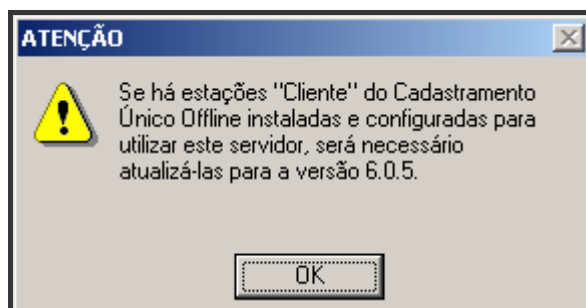 ATENÇÃO
Se há estações "Cliente" do Cadastramento
Único Offline instaladas e configuradas para
utilizar este servidor, será necessário
atualizá-las para a versão 6.0.5.
OK